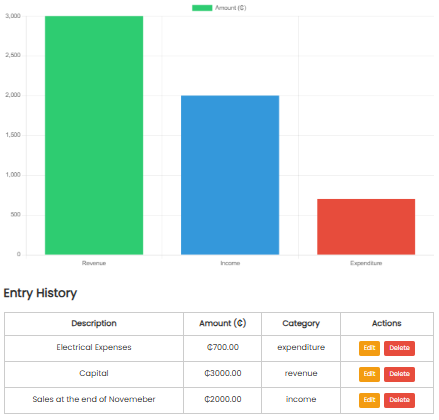 Amount (₵)
3,000
2,500
2,000
1,500
1,000
500
0
Revenue Income Expenditure
Entry History
Description Amount (₵) Category Actions
Electrical Expenses ₵700.00 expenditure Edit Delete
Capital ₵3000.00 revenue Edit Delete
Sales at the end of Novemeber ₵2000.00 income Edit Delete